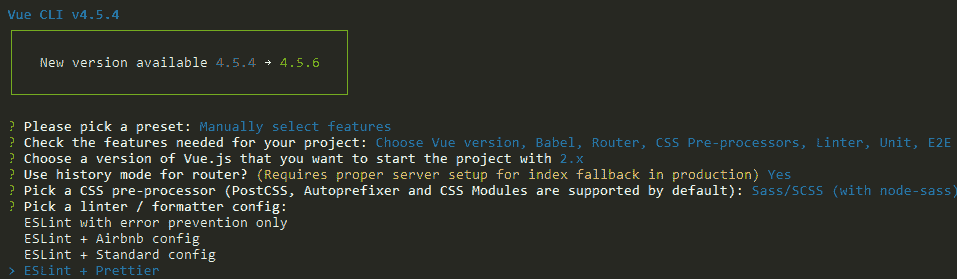 Vue CLI v4.5.4
New version available 4.5.4 → 4.5.6
? Please pick a preset: Manually select features
? Check the features needed for your project: Choose Vue version, Babel, Router, CSS Pre-processors, Linter, Unit, E2E
? Choose a version of Vue.js that you want to start the project with 2.x
? Use history mode for router? (Requires proper server setup for index fallback in production) Yes
? Pick a CSS pre-processor (PostCSS, Autoprefixer and CSS Modules are supported by default): Sass/SCSS (with node-sass)
? Pick a linter / formatter config:
ESLint with error prevention only
ESLint + Airbnb config
ESLint + Standard config
> ESLint + Prettier